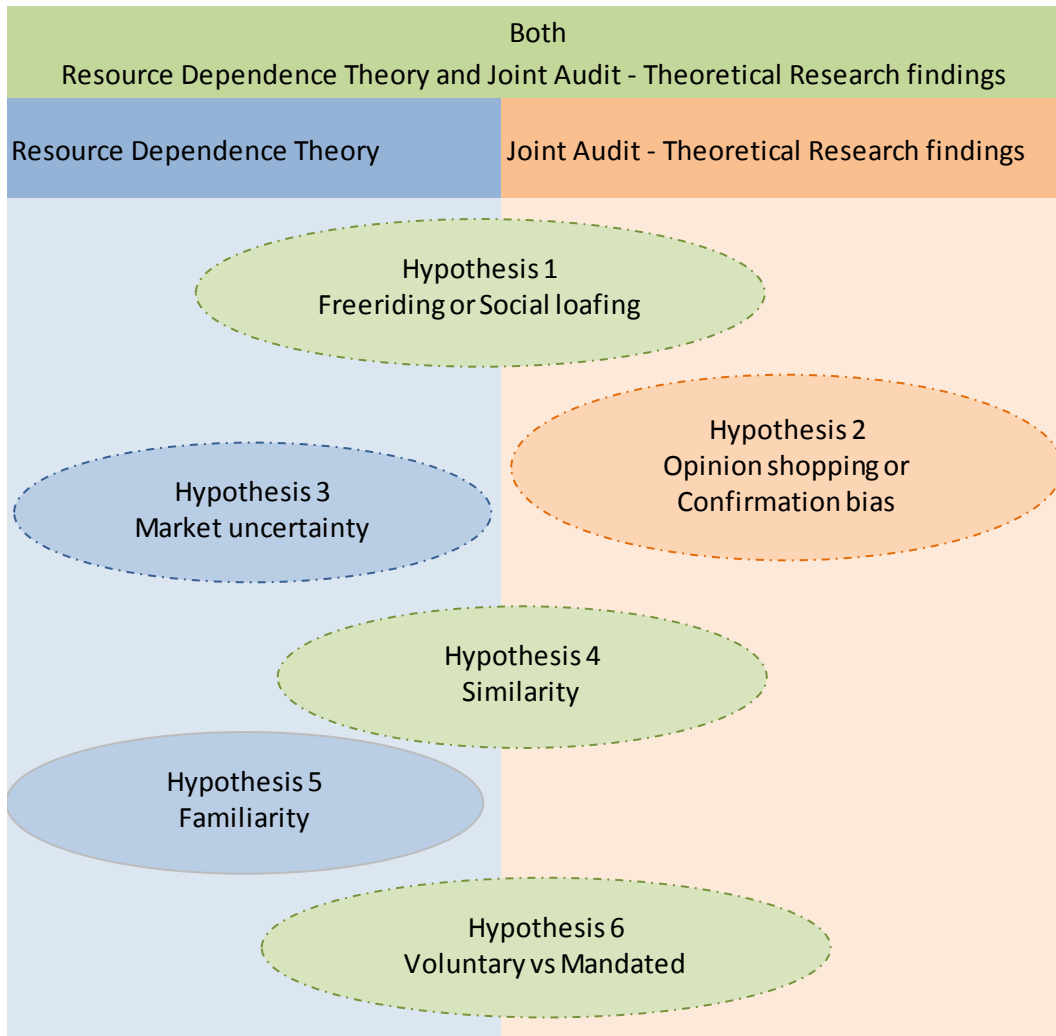 Both
Resource Dependence Theory and Joint Audit - Theoretical Research findings
Resource Dependence Theory
Joint Audit - Theoretical Research findings
Hypothesis 1
Freeriding or Social loafing
Hypothesis 2
Opinion shopping or
Confirmation bias
Hypothesis 3
Market uncertainty
Hypothesis 4
Similarity
Hypothesis 5
Familiarity
Hypothesis 6
Voluntary vs Mandated